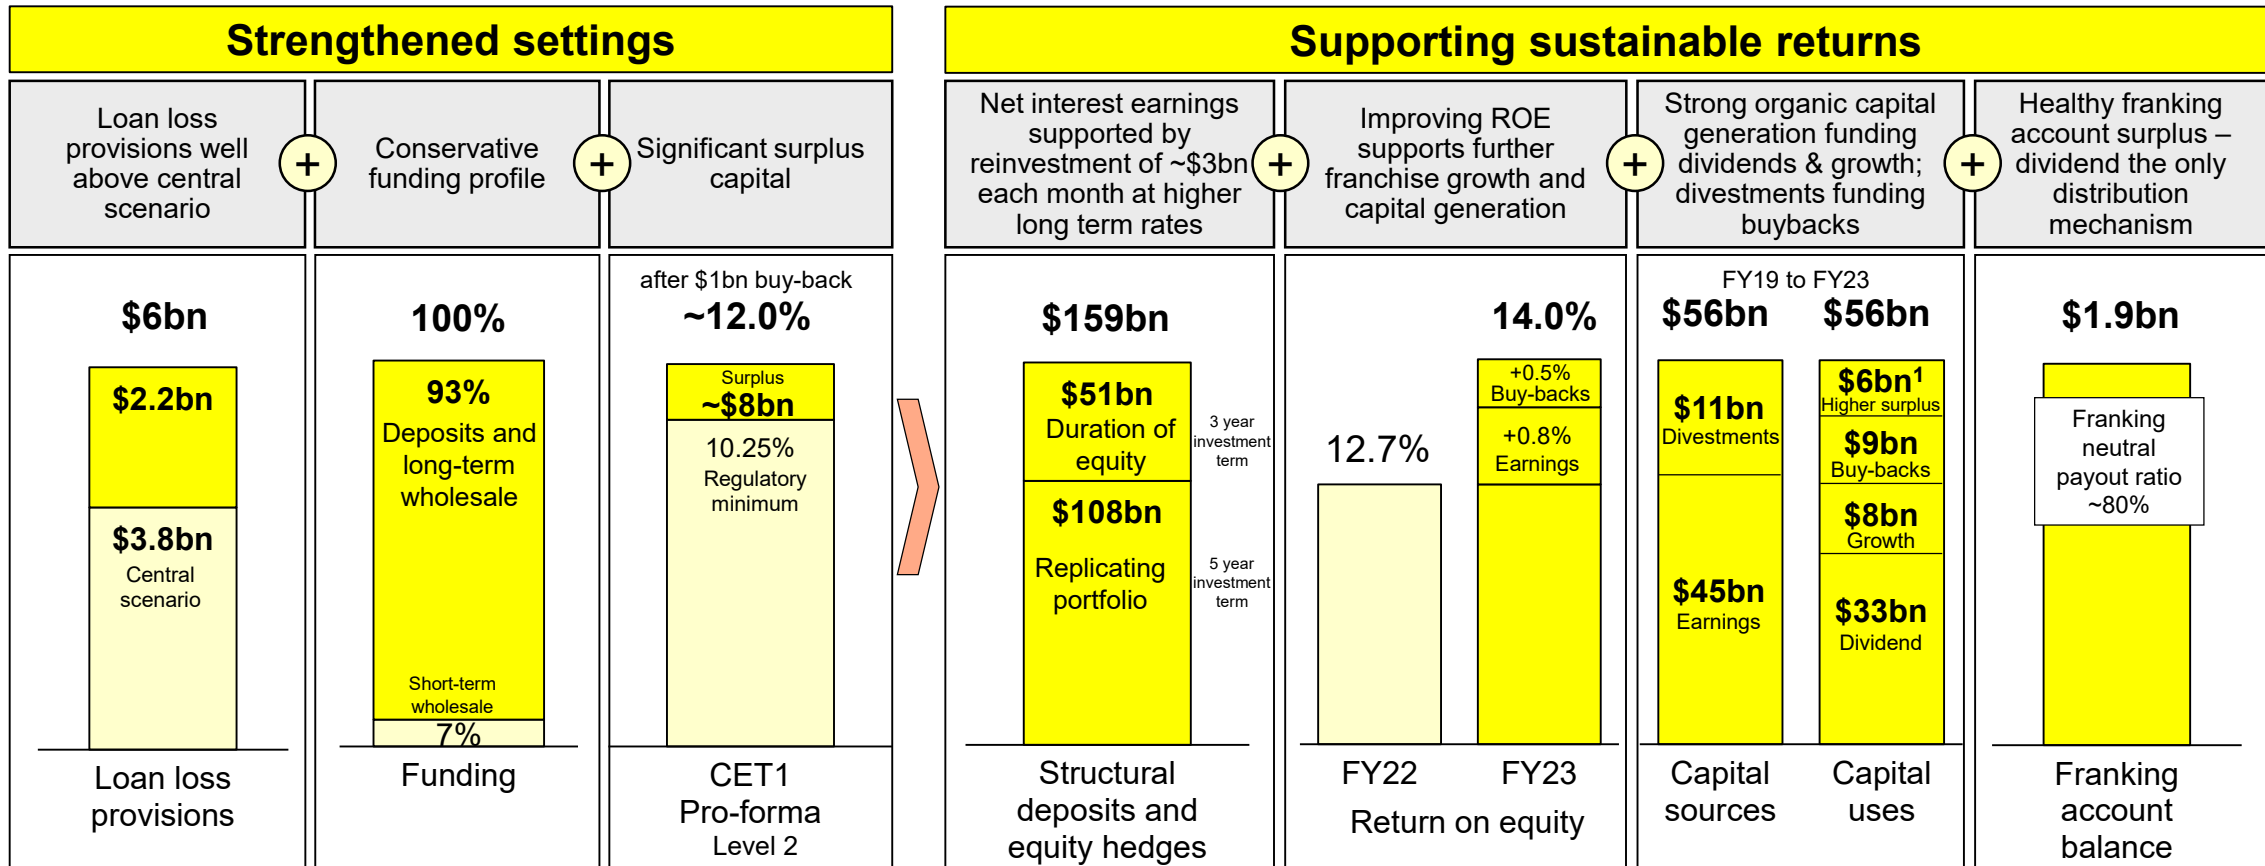 Strengthened settings
Supporting sustainable returns
Loan loss
provisions well
above central
scenario
+
Conservative
funding profile
+
Significant surplus
capital
Net interest earnings
supported by
reinvestment of ~$3bn
each month at higher
long term rates
+
Improving ROE
supports further
franchise growth and
capital generation
+
Strong organic capital
generation funding
dividends & growth;
divestments funding
buybacks
+
Healthy franking
account surplus –
dividend the only
distribution
mechanism
$6bn
$2.2bn
$3.8bn
Central
scenario
Loan loss
provisions
100%
93%
Deposits and
long-term
wholesale
Short-term
wholesale
7%
Funding
after $1bn buy-back
~12.0%
Surplus
~$8bn
10.25%
Regulatory
minimum
CET1
Pro-forma
Level 2
$159bn
$51bn
Duration of
equity
3 year
investment
term
$108bn
Replicating
portfolio
5 year
investment
term
Structural
deposits and
equity hedges
12.7%
FY22
14.0%
+0.5%
Buy-backs
+0.8%
Earnings
FY23
Return on equity
FY19 to FY23
$56bn
$11bn
Divestments
$45bn
Earnings
Capital
sources
$56bn
$6bn¹
Higher surplus
$9bn
Buy-backs
$8bn
Growth
$33bn
Dividend
Capital
uses
$1.9bn
Franking
neutral
payout ratio
~80%
Franking
account
balance